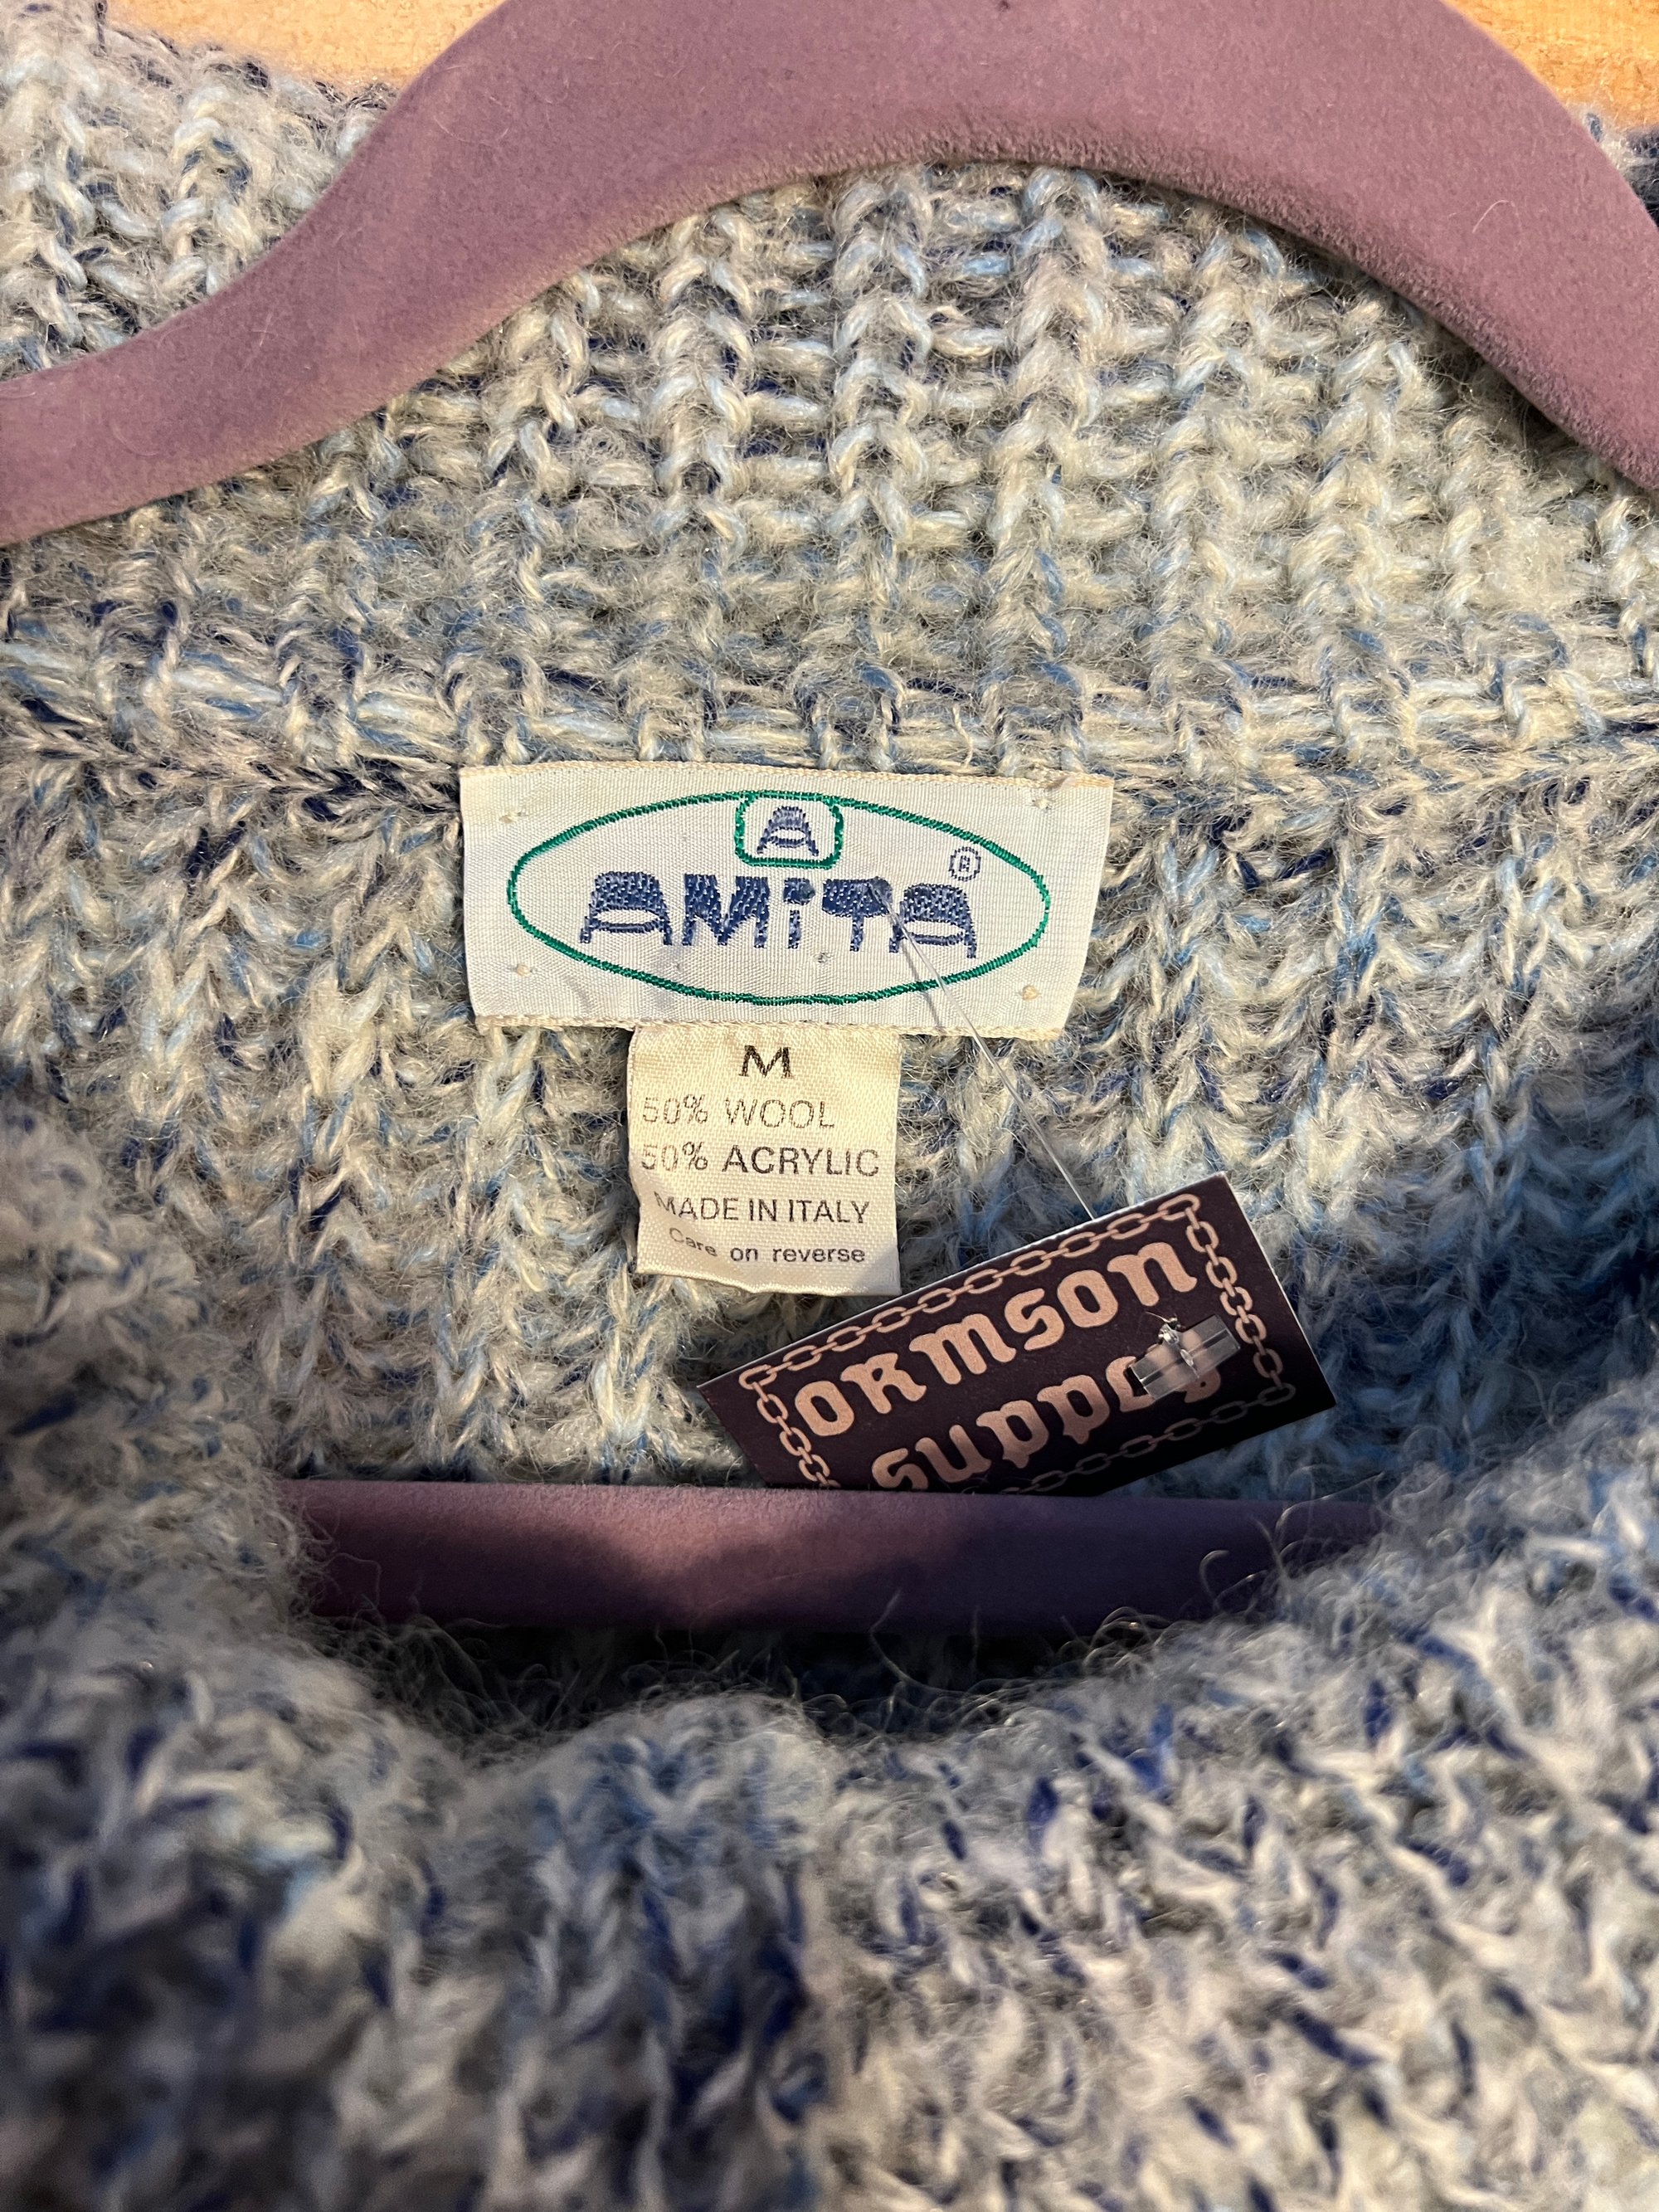 A
AMiTA ®
M
50% WOOL
50% ACRYLIC
MADE IN ITALY
Care on reverse
ORMSON
SUPPLY